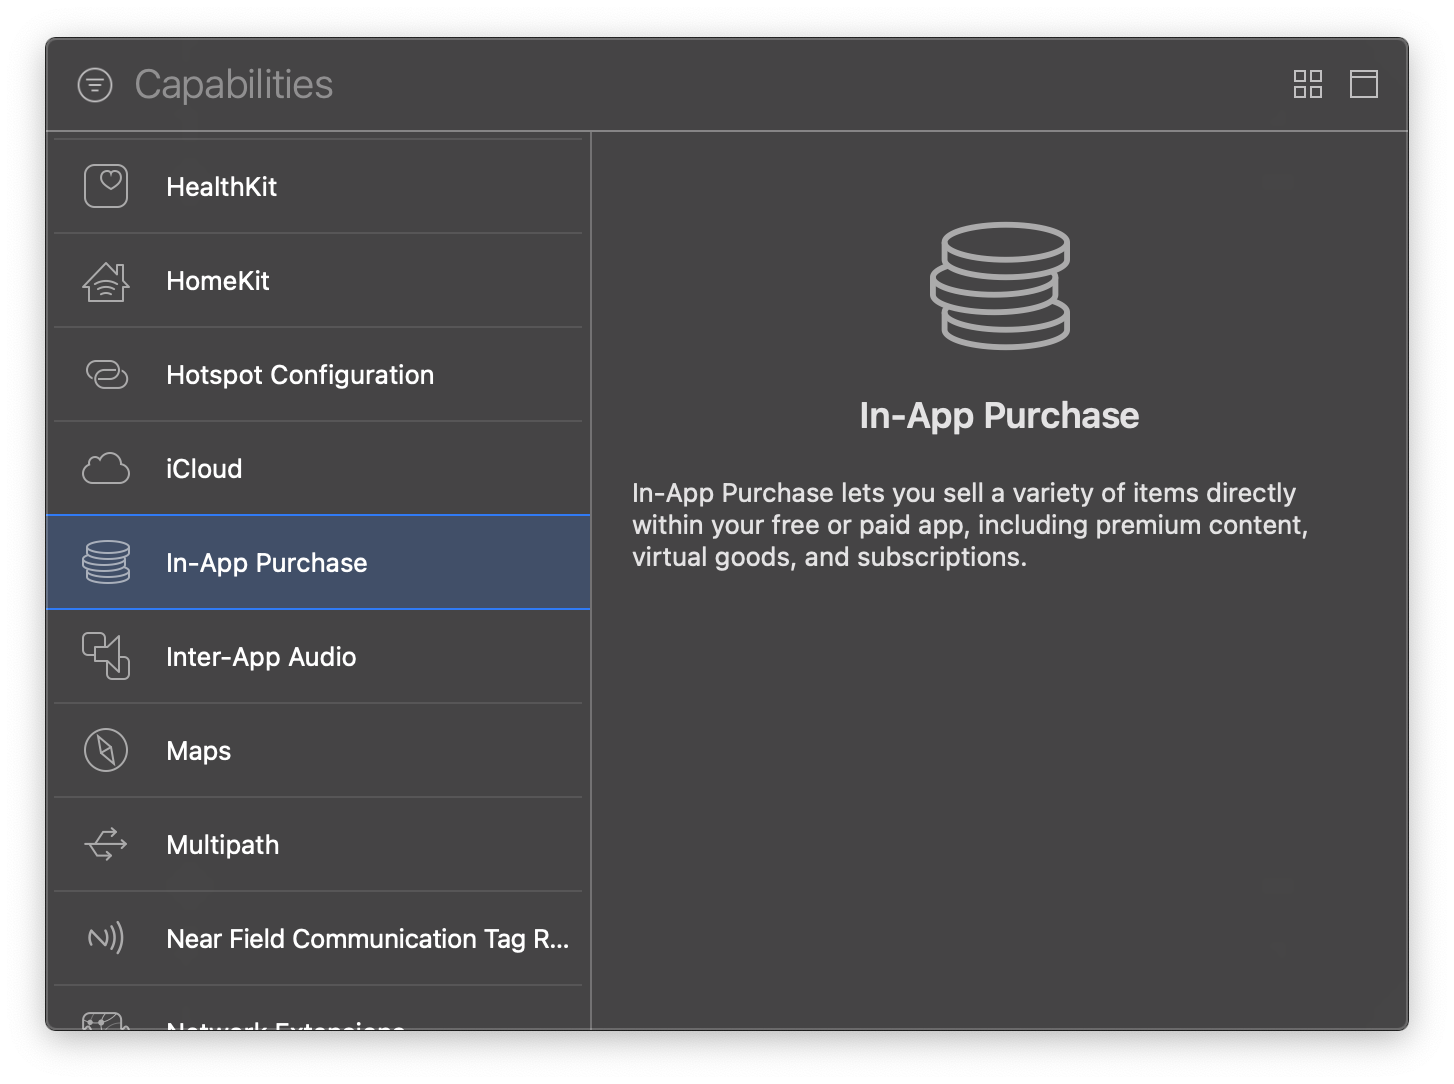 Capabilities
HealthKit
HomeKit
Hotspot Configuration
iCloud
In-App Purchase
Inter-App Audio
Maps
Multipath
Near Field Communication Tag R...
Network Extensions
In-App Purchase
In-App Purchase lets you sell a variety of items directly
within your free or paid app, including premium content,
virtual goods, and subscriptions.